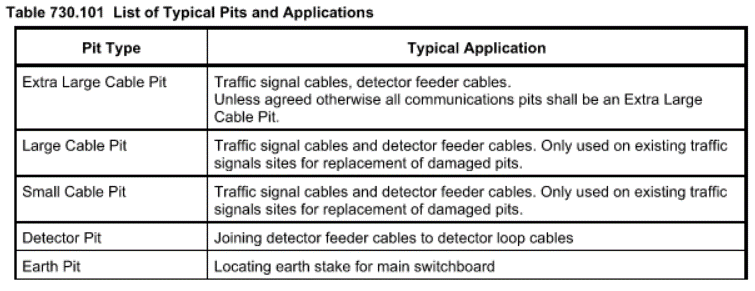 Table 730.101 List of Typical Pits and Applications
Pit Type
Typical Application
Extra Large Cable Pit
Traffic signal cables, detector feeder cables.
Unless agreed otherwise all communications pits shall be an Extra Large
Cable Pit.
Large Cable Pit
Traffic signal cables and detector feeder cables. Only used on existing traffic
signals sites for replacement of damaged pits.
Small Cable Pit
Traffic signal cables and detector feeder cables. Only used on existing traffic
signals sites for replacement of damaged pits.
Detector Pit
Joining detector feeder cables to detector loop cables
Earth Pit
Locating earth stake for main switchboard